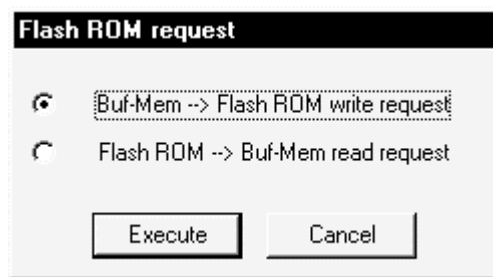 Flash ROM request
Buf-Mem --> Flash ROM write request
Flash ROM --> Buf-Mem read request
Execute Cancel